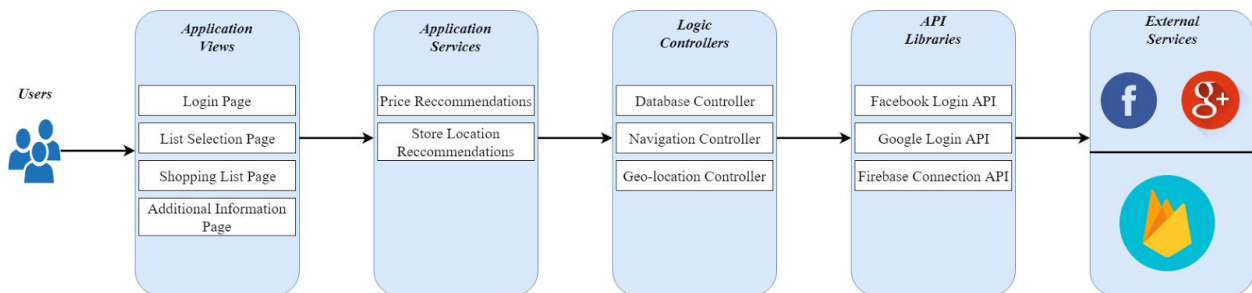 Users
Application
Views
Login Page
List Selection Page
Shopping List Page
Additional Information
Page
Application
Services
Price Reccommendations
Store Location
Reccommendations
Logic
Controllers
Database Controller
Navigation Controller
Geo-location Controller
API
Libraries
Facebook Login API
Google Login API
Firebase Connection API
External
Services
f
g+